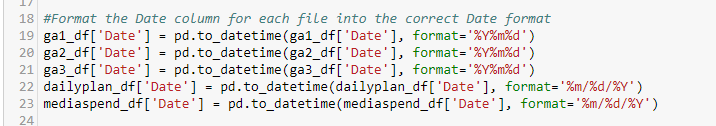 17
18 #Format the Date column for each file into the correct Date format
19 ga1_df['Date'] = pd.to_datetime(ga1_df['Date'], format='%Y%m%d')
20 ga2_df['Date'] = pd.to_datetime(ga2_df['Date'], format='%Y%m%d')
21 ga3_df['Date'] = pd.to_datetime(ga3_df['Date'], format='%Y%m%d')
22 dailyplan_df['Date'] = pd.to_datetime(dailyplan_df['Date'], format='%m/%d/%Y')
23 mediaspend_df['Date'] = pd.to_datetime(mediaspend_df['Date'], format='%m/%d/%Y')
24